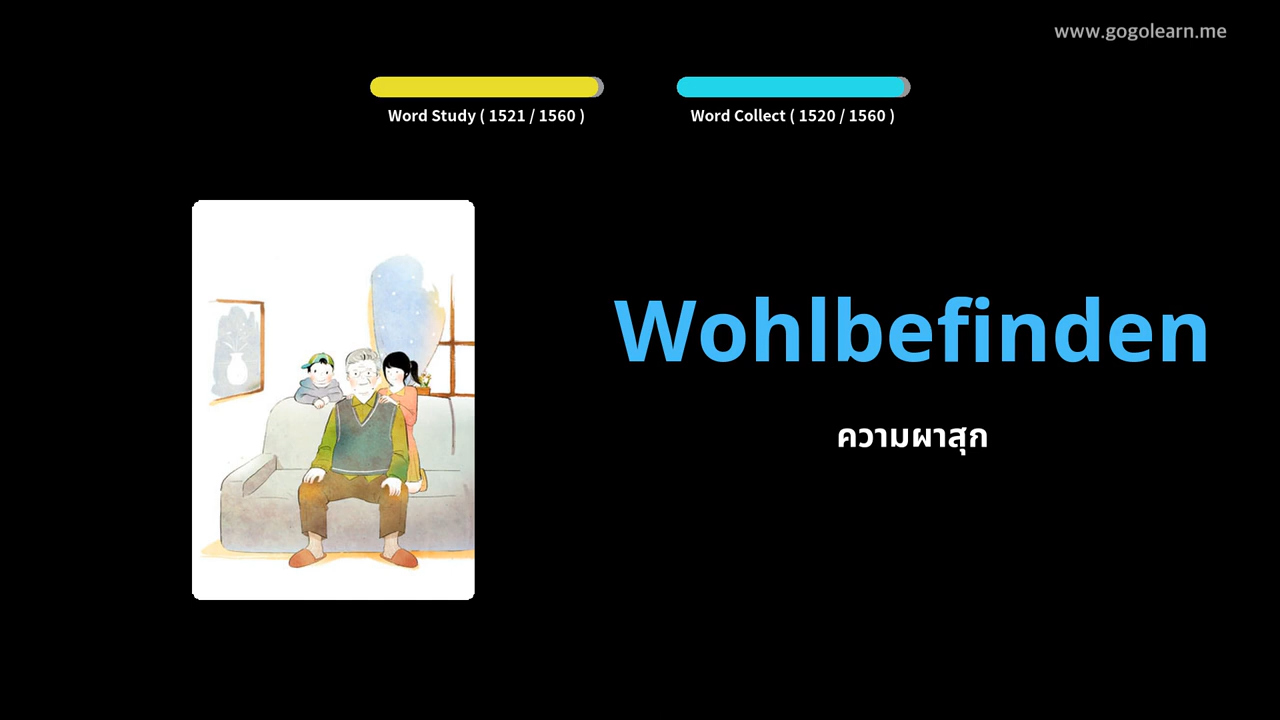 www.gogolearn.me
Word Study ( 1521 / 1560 )
Word Collect ( 1520 / 1560 )
Wohlbefinden
ความผาสุก